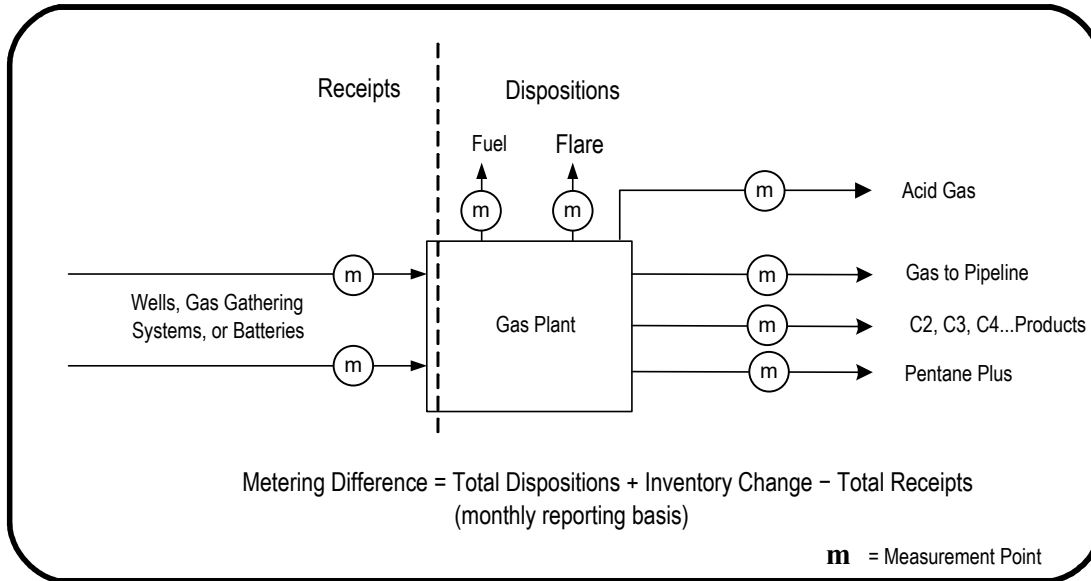 Receipts
Dispositions
Fuel
Flare
m
m
m
Acid Gas
m
Wells, Gas Gathering
Systems, or Batteries
m
Gas Plant
m
Gas to Pipeline
m
C2, C3, C4...Products
m
Pentane Plus
Metering Difference = Total Dispositions + Inventory Change − Total Receipts
(monthly reporting basis)
m = Measurement Point